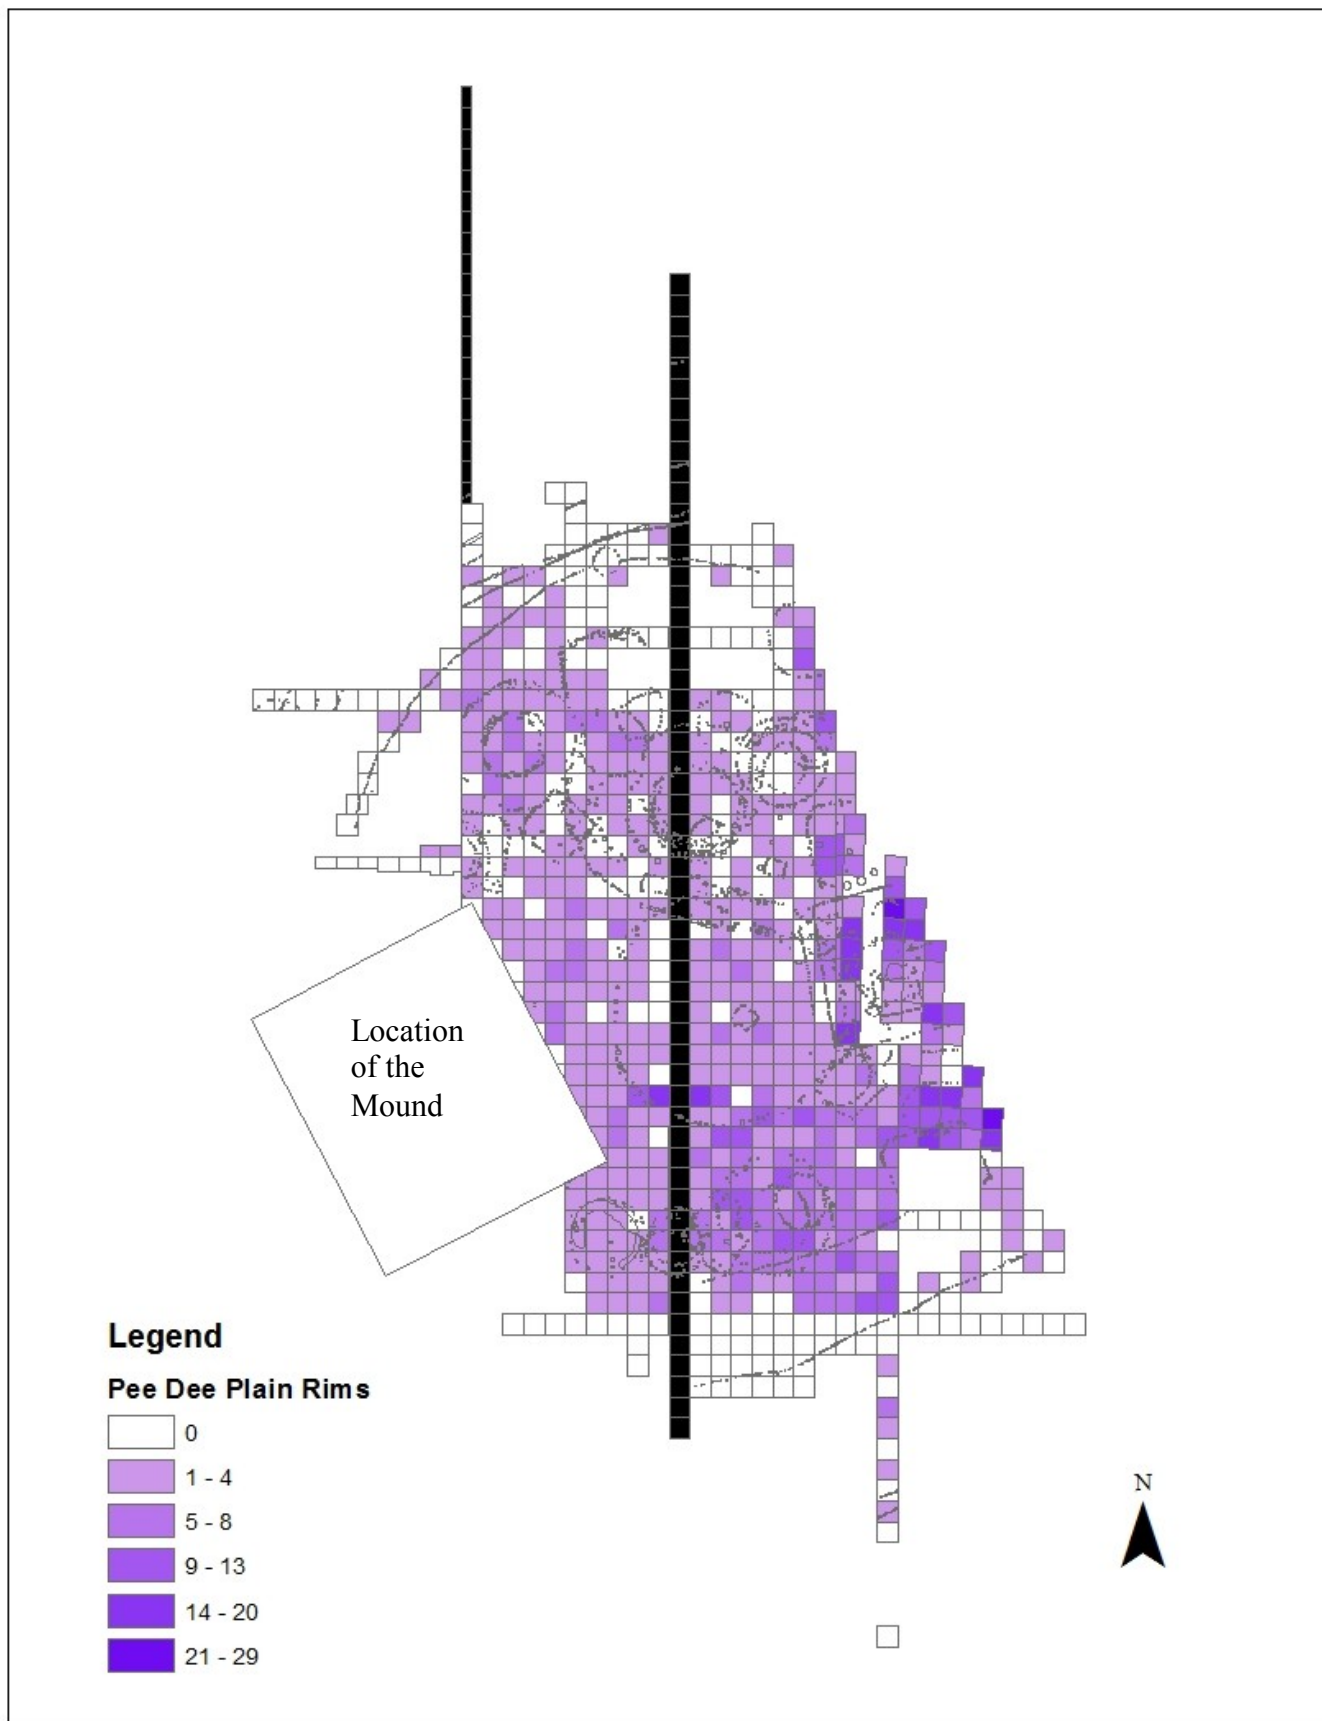 Location
of the
Mound
Legend
Pee Dee Plain Rims
0
1 - 4
5 - 8
9 - 13
14 - 20
21 - 29
N